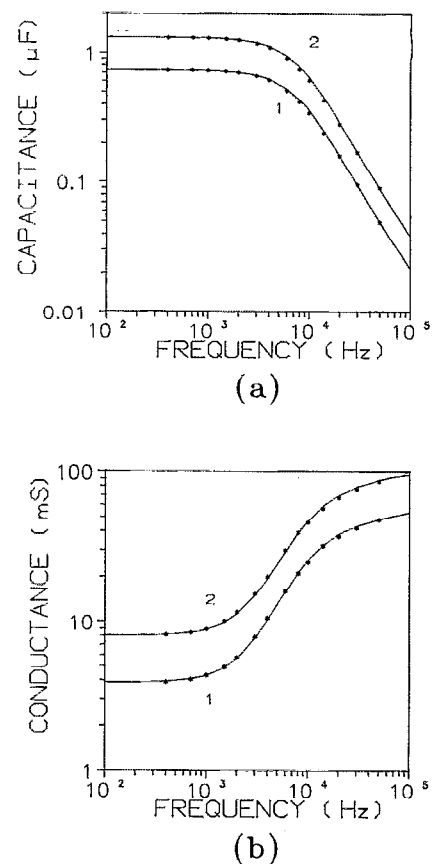 CAPACITANCE (µF)
1
0.1
0.01
2
1
10² 10³ 10⁴ 10⁵
FREQUENCY (Hz)
(a)
CONDUCTANCE (mS)
100
10
1
2
1
10² 10³ 10⁴ 10⁵
FREQUENCY (Hz)
(b)